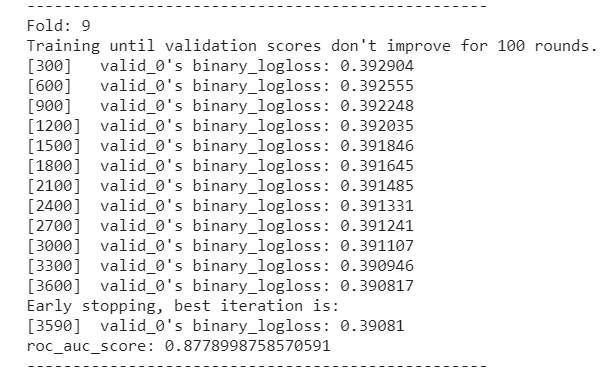 --------------------------------------------------
Fold: 9
Training until validation scores don't improve for 100 rounds.
[300]	valid_0's binary_logloss: 0.392904
[600]	valid_0's binary_logloss: 0.392555
[900]	valid_0's binary_logloss: 0.392248
[1200]	valid_0's binary_logloss: 0.392035
[1500]	valid_0's binary_logloss: 0.391846
[1800]	valid_0's binary_logloss: 0.391645
[2100]	valid_0's binary_logloss: 0.391485
[2400]	valid_0's binary_logloss: 0.391331
[2700]	valid_0's binary_logloss: 0.391241
[3000]	valid_0's binary_logloss: 0.391107
[3300]	valid_0's binary_logloss: 0.390946
[3600]	valid_0's binary_logloss: 0.390817
Early stopping, best iteration is:
[3590]	valid_0's binary_logloss: 0.39081
roc_auc_score: 0.8778998758570591
--------------------------------------------------